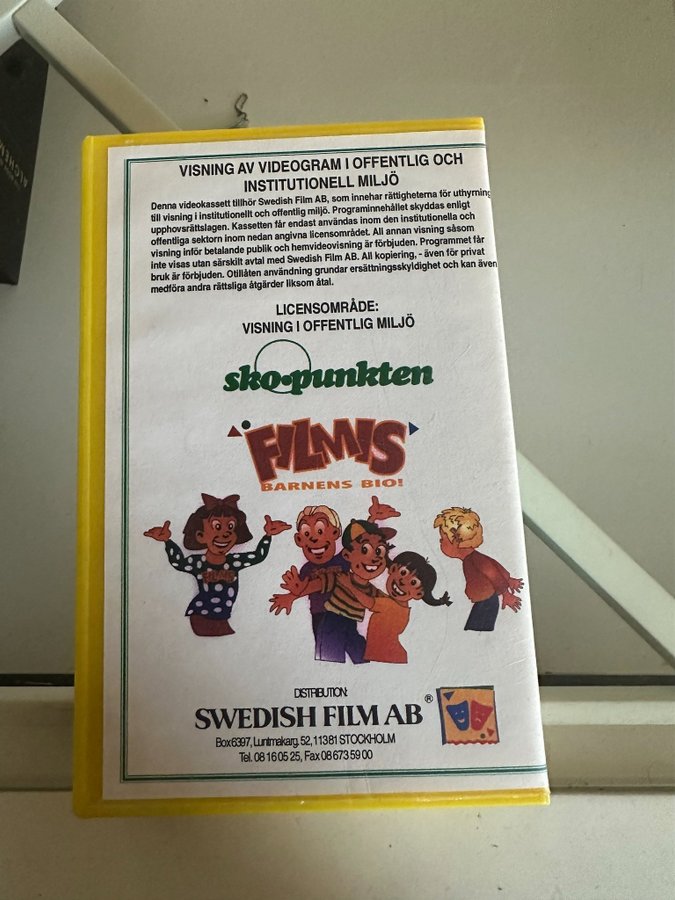 VISNING AV VIDEOGRAM I OFFENTLIG OCH
INSTITUTIONELL MILJÖ
Denna videokassett tillhör Swedish Film AB, som innehar rättigheterna för uthyrning
till visning i institutionellt och offentlig miljö. Programinnehållet skyddas enligt
upphovsrättslagen. Kassetten får endast användas inom den institutionella och
offentliga sektorn inom nedan angivna licensområdet. All annan visning såsom
visning inför betalande publik och hemvideovisning är förbjuden. Programmet får
inte visas utan särskilt avtal med Swedish Film AB. All kopiering, - även för privat
bruk är förbjuden. Otillåten användning grundar ersättningsskyldighet och kan även
medföra andra rättsliga åtgärder liksom åtal.
LICENSOMRÅDE:
VISNING I OFFENTLIG MILJÖ
sko•punkten
FILMIS
BARNENS BIO!
FILMIS
DISTRIBUTION:
SWEDISH FILM AB ®
Box 6397, Luntmakarg. 52, 113 81 STOCKHOLM
Tel. 08 16 05 25, Fax 08 673 59 00